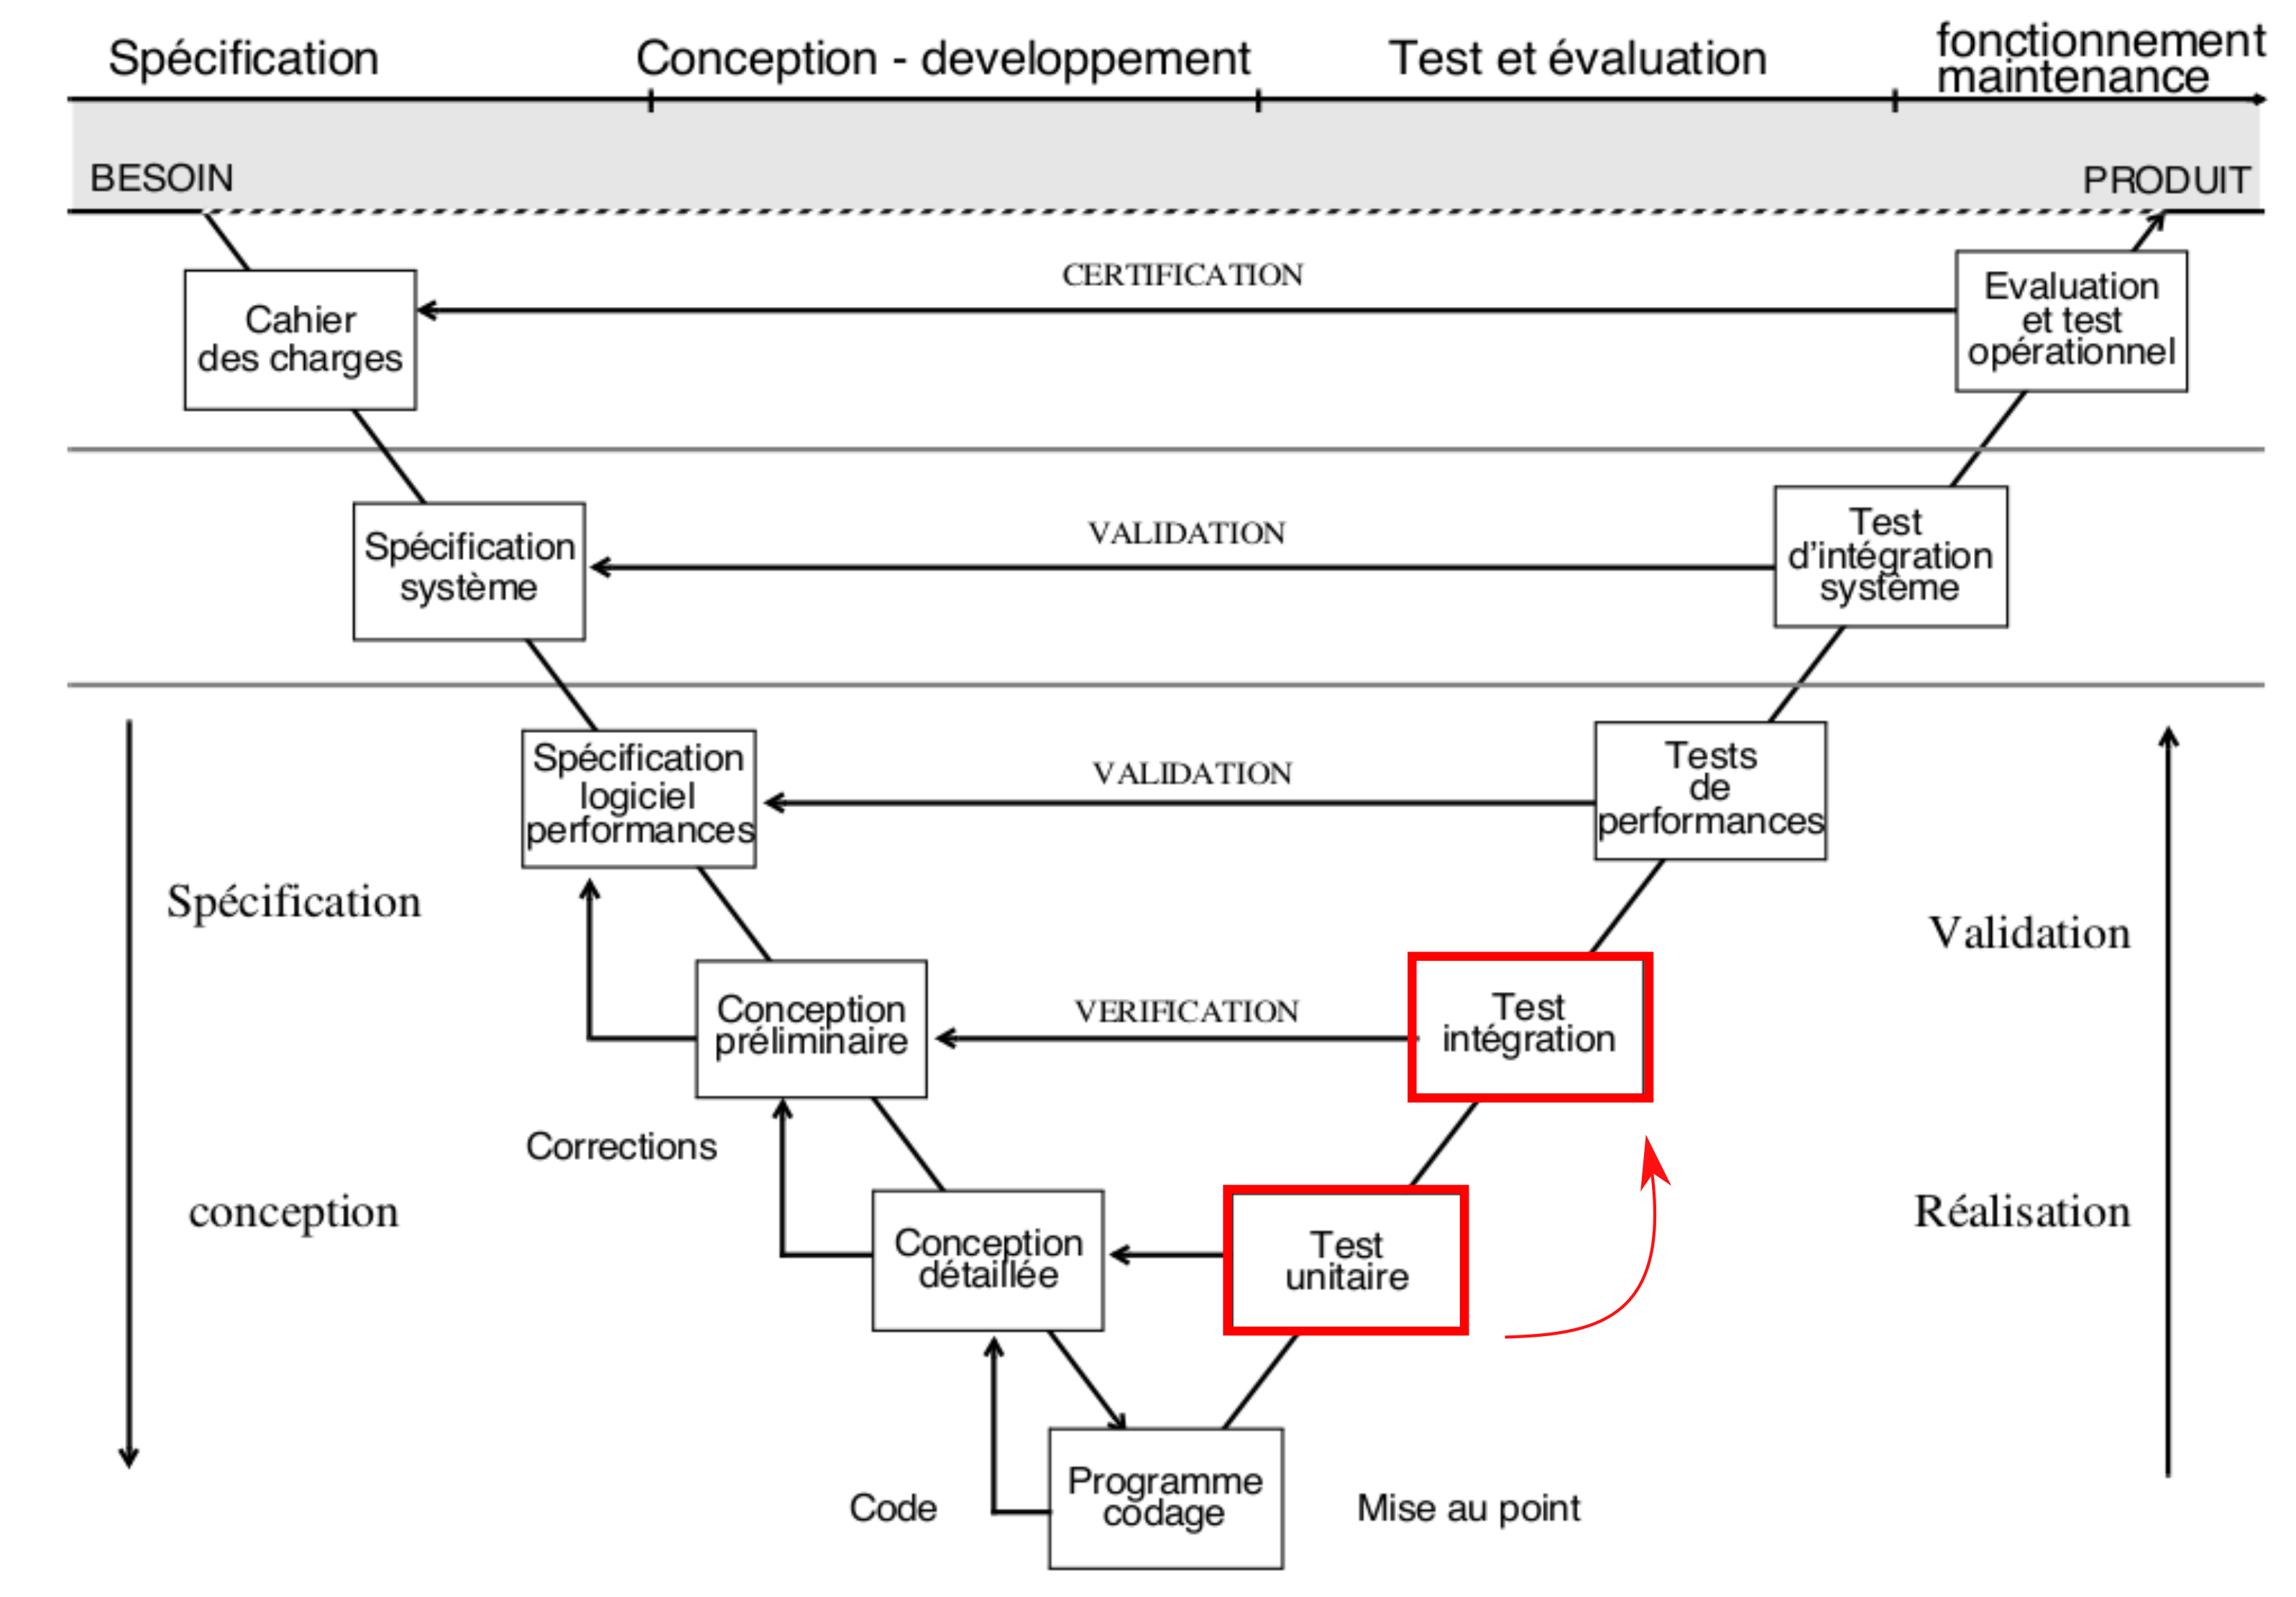 Spécification
Conception - developpement
Test et évaluation
fonctionnement
maintenance
BESOIN
PRODUIT
CERTIFICATION
Cahier
des charges
Evaluation
et test
opérationnel
VALIDATION
Spécification
système
Test
d'intégration
système
VALIDATION
Spécification
logiciel
performances
Tests
de
performances
Spécification
Validation
VERIFICATION
Conception
préliminaire
Test
intégration
Corrections
conception
Réalisation
Conception
détaillée
Test
unitaire
Code
Programme
codage
Mise au point